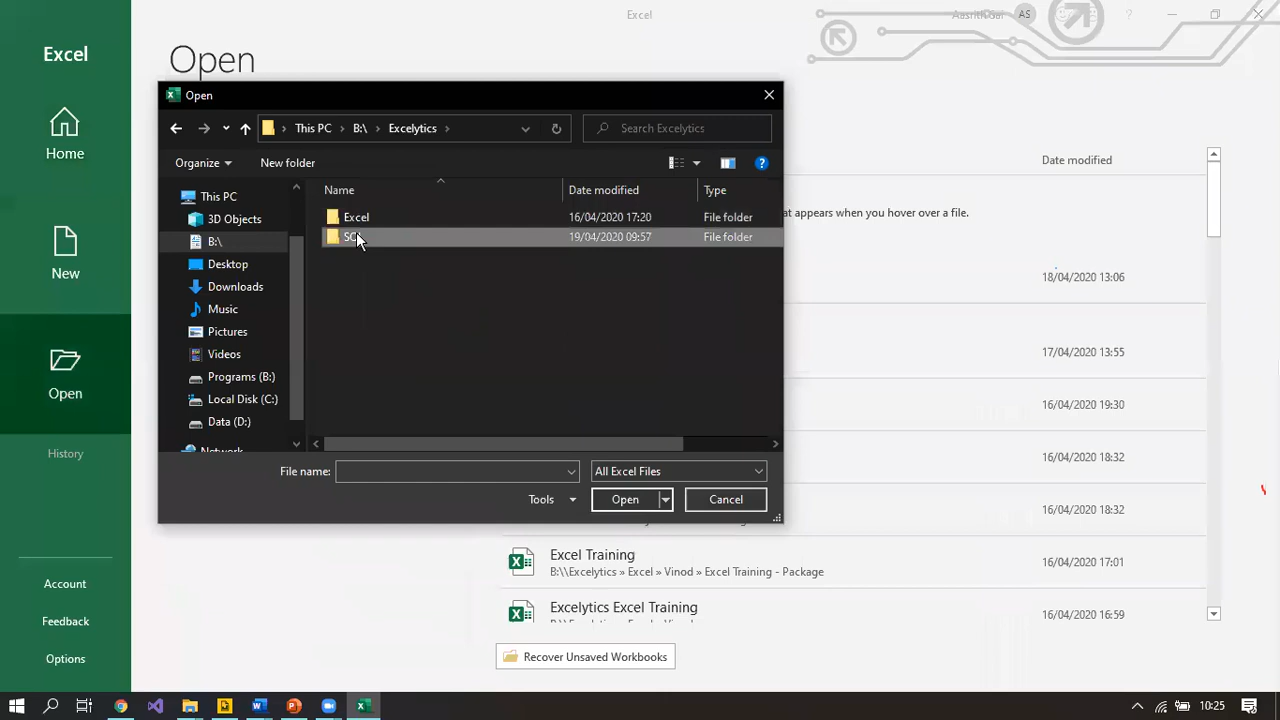 Excel
Excel
AS
?
Open
Open
This PC
B:\
Excelytics
Search Excelytics
Organize
New folder
Date modified
Home
Name
Date modified
Type
This PC
3D Objects
B:\
Desktop
Downloads
Music
Pictures
Videos
Programs (B:)
Local Disk (C:)
Data (D:)
Network
Excel
16/04/2020 17:20
File folder
19/04/2020 09:57
File folder
at appears when you hover over a file.
New
18/04/2020 13:06
17/04/2020 13:55
Open
16/04/2020 19:30
History
16/04/2020 18:32
File name:
All Excel Files
Tools
Open
Cancel
16/04/2020 18:32
Excel Training
B:\\Excelytics » Excel » Vinod » Excel Training - Package
16/04/2020 17:01
Excelytics Excel Training
16/04/2020 16:59
Account
Feedback
Options
Recover Unsaved Workbooks
10:25